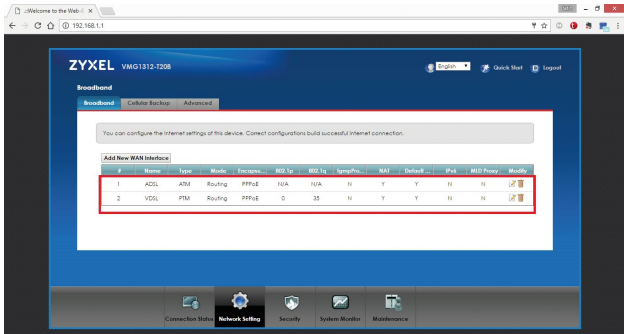 .::Welcome to the Web-
192.168.1.1
ZYXEL VMG1312-T20B
English Quick Start Logout
Broadband
Broadband Cellular Backup Advanced
You can configure the Internet settings of this device. Correct configurations build successful Internet connection.
Add New WAN Interface
# Name Type Mode Encapsu... 802.1p 802.1q IgmpPro... NAT Default ... IPv6 MLD Proxy Modify
1 ADSL ATM Routing PPPoE N/A N/A N Y Y N N
2 VDSL PTM Routing PPPoE 0 35 N Y Y N N
Connection Status Network Setting Security System Monitor Maintenance